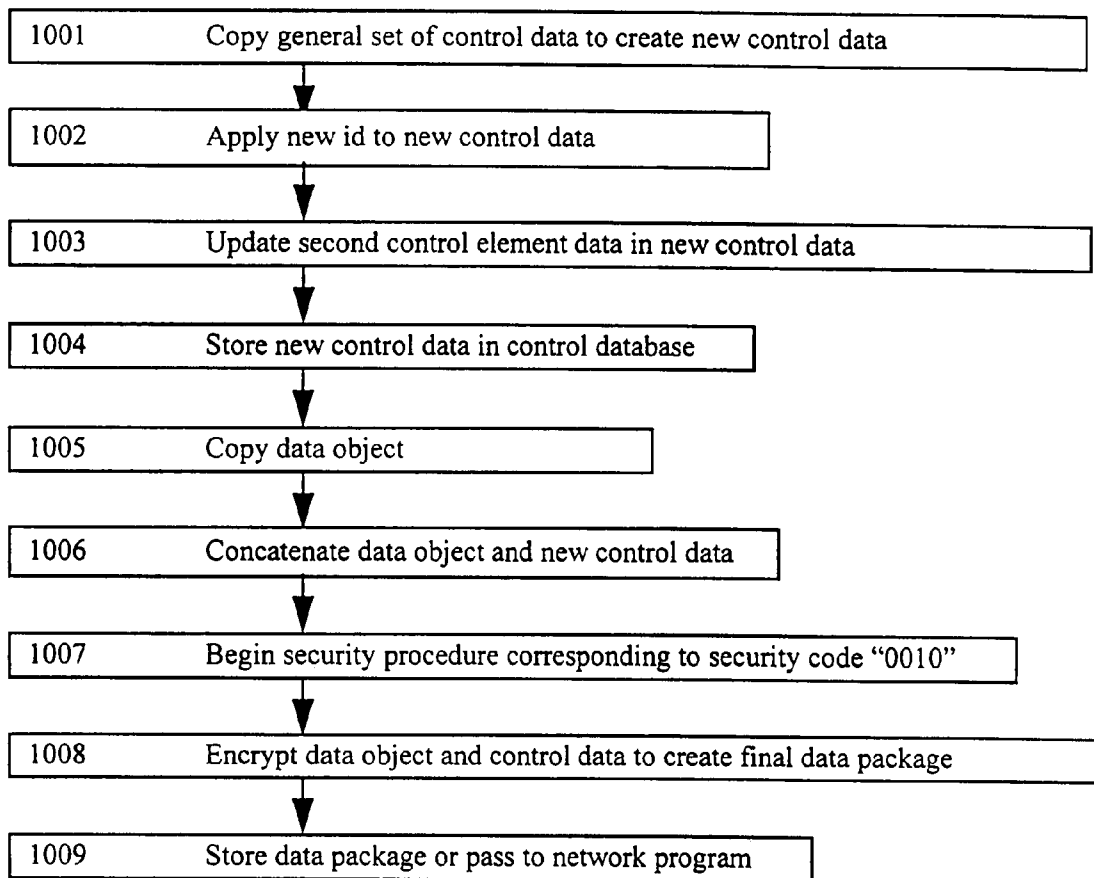 1001 Copy general set of control data to create new control data
1002 Apply new id to new control data
1003 Update second control element data in new control data
1004 Store new control data in control database
1005 Copy data object
1006 Concatenate data object and new control data
1007 Begin security procedure corresponding to security code “0010”
1008 Encrypt data object and control data to create final data package
1009 Store data package or pass to network program